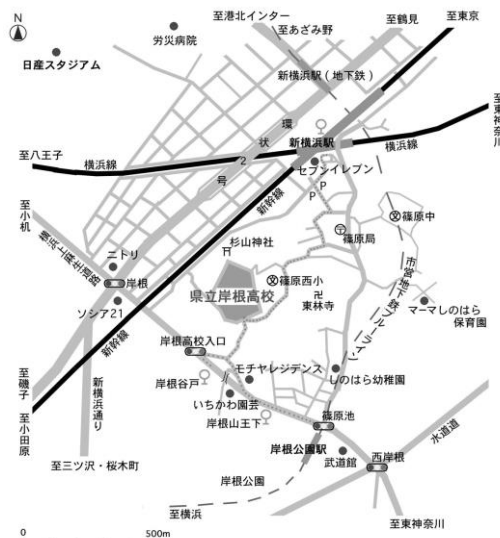 N
至港北インター
至鶴見
至東京
労災病院
至あざみ野
日産スタジアム
新横浜駅(地下鉄)
至東神奈川
環
状
2
号
新横浜駅
横浜線
至八王子
横浜線
セブンイレブン
P
P
新幹線
至小机
横浜上麻生道路
文
篠原中
〒
篠原局
杉山神社
ニトリ
岸根
文
篠原西小
卍
東林寺
県立岸根高校
市営地下鉄(ブルーライン)
マーマしのはら
保育園
ソシア21
新幹線
岸根高校入口
モチヤレジデンス
しのはら幼稚園
岸根谷戸
いちかわ園芸
至磯子
至小田原
新横浜通り
岸根山王下
篠原池
水道道
岸根公園駅
武道館
西岸根
至三ツ沢・桜木町
岸根公園
至横浜
至東神奈川
0
500m